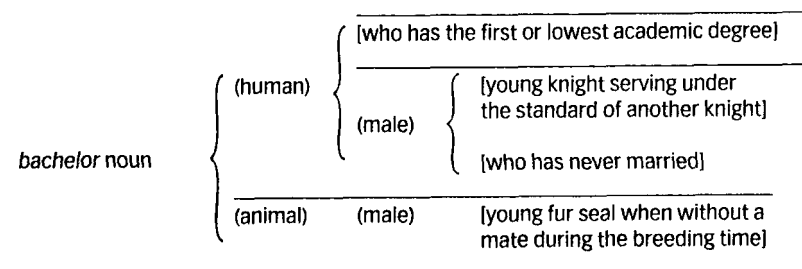 [who has the first or lowest academic degree]
(human)
[young knight serving under
the standard of another knight]
(male)
bachelor noun
[who has never married]
(animal) (male) [young fur seal when without a
mate during the breeding time]